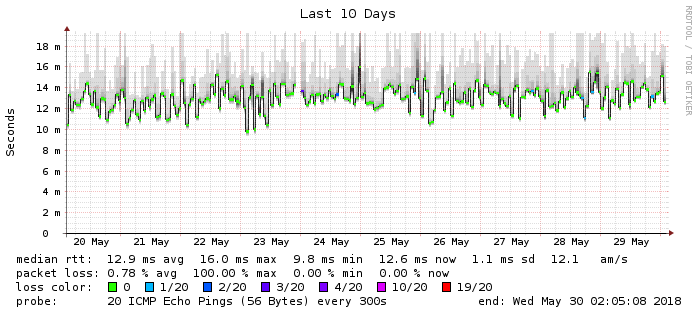 Last 10 Days
RRDTOOL / TOBI OETIKER
Seconds
18 m
16 m
14 m
12 m
10 m
8 m
6 m
4 m
2 m
0
20 May 21 May 22 May 23 May 24 May 25 May 26 May 27 May 28 May 29 May
median rtt: 12.9 ms avg 16.0 ms max 9.8 ms min 12.6 ms now 1.1 ms sd 12.1 am/s
packet loss: 0.78 % avg 100.00 % max 0.00 % min 0.00 % now
loss color: 0 1/20 2/20 3/20 4/20 10/20 19/20
probe: 20 ICMP Echo Pings (56 Bytes) every 300s end: Wed May 30 02:05:08 2018